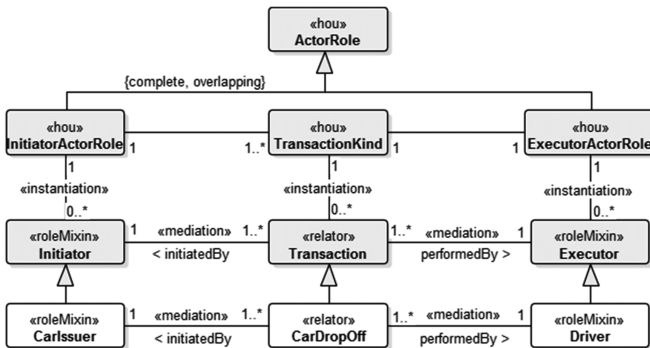 «hou»
ActorRole
{complete, overlapping}
«hou»
InitiatorActorRole
«hou»
TransactionKind
«hou»
ExecutorActorRole
1
1..*
1
1
1
1
1
«instantiation»
«instantiation»
«instantiation»
0..*
0..*
0..*
«roleMixin»
Initiator
1
«mediation»
1..*
< initiatedBy
«relator»
Transaction
1..*
«mediation»
1
performedBy >
«roleMixin»
Executor
«roleMixin»
CarIssuer
1
«mediation»
1..*
< initiatedBy
«relator»
CarDropOff
1..*
«mediation»
1
performedBy >
«roleMixin»
Driver